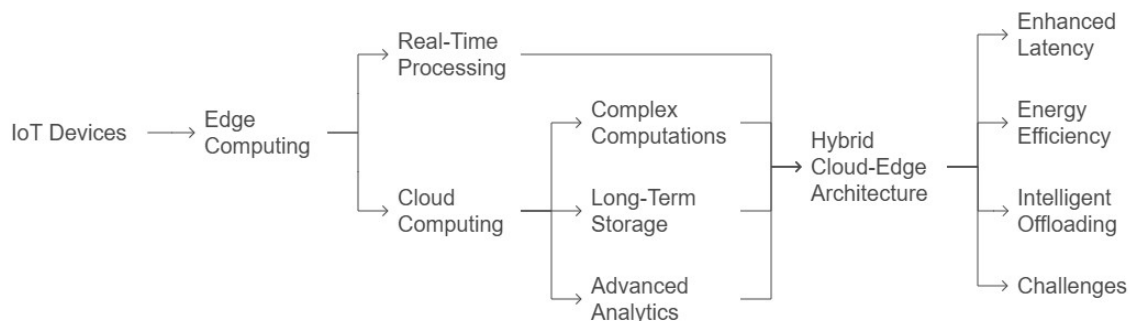 IoT Devices
Edge
Computing
Real-Time
Processing
Cloud
Computing
Complex
Computations
Long-Term
Storage
Advanced
Analytics
Hybrid
Cloud-Edge
Architecture
Enhanced
Latency
Energy
Efficiency
Intelligent
Offloading
Challenges